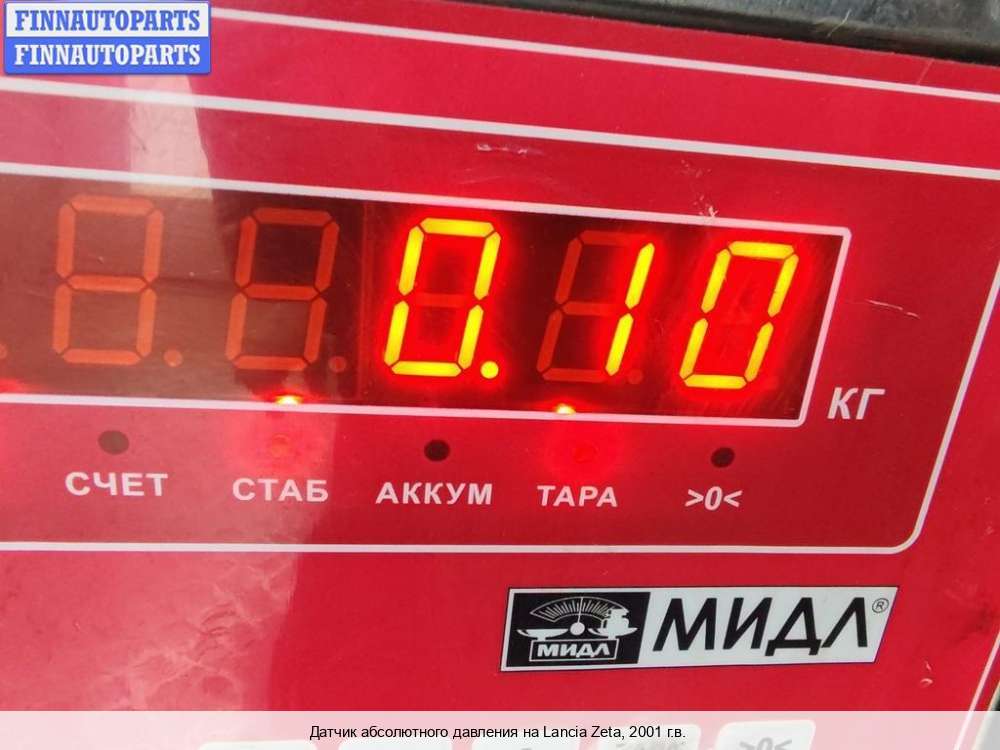 FINNAUTOPARTS
FINNAUTOPARTS
0.10
КГ
СЧЕТ СТАБ АККУМ ТАРА >0<
МИДЛ МИДЛ®
>0<
Датчик абсолютного давления на Lancia Zeta, 2001 г.в.